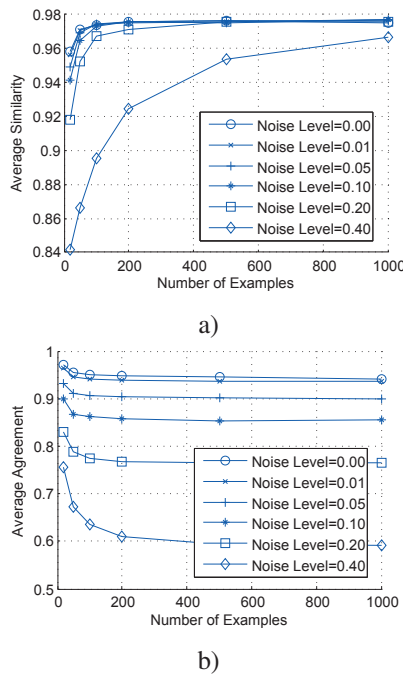 0.98
0.96
0.94
0.92
0.9
0.88
0.86
0.84
Average Similarity
Noise Level=0.00
Noise Level=0.01
Noise Level=0.05
Noise Level=0.10
Noise Level=0.20
Noise Level=0.40
0 200 400 600 800 1000
Number of Examples
a)
1
0.9
0.8
0.7
0.6
0.5
Average Agreement
Noise Level=0.00
Noise Level=0.01
Noise Level=0.05
Noise Level=0.10
Noise Level=0.20
Noise Level=0.40
0 200 400 600 800 1000
Number of Examples
b)